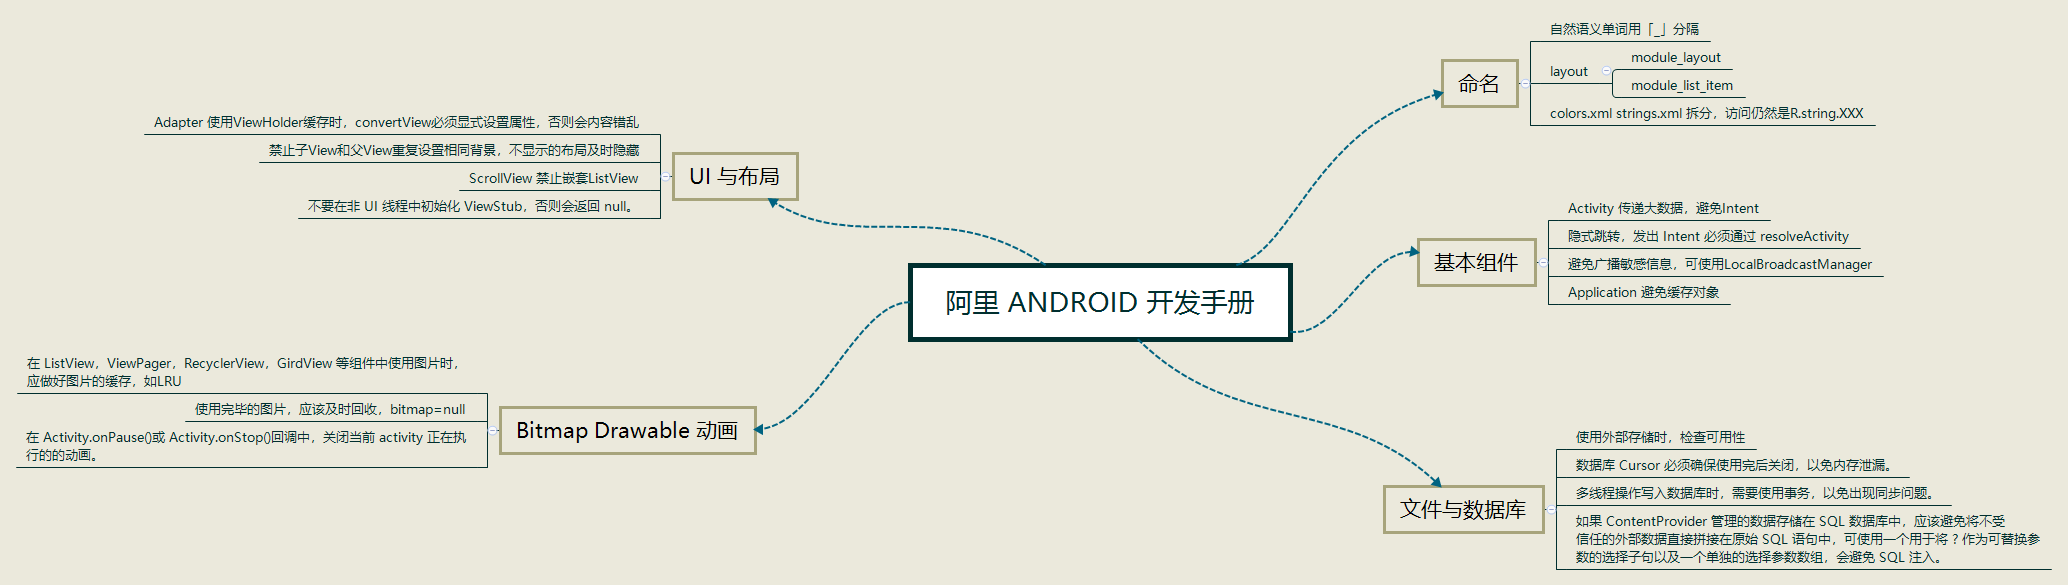 阿里 ANDROID 开发手册
命名
自然语义单词用「_」分隔
layout
module_layout
module_list_item
colors.xml strings.xml 拆分，访问仍然是R.string.XXX
基本组件
Activity 传递大数据，避免Intent
隐式跳转，发出 Intent 必须通过 resolveActivity
避免广播敏感信息，可使用LocalBroadcastManager
Application 避免缓存对象
文件与数据库
使用外部存储时，检查可用性
数据库 Cursor 必须确保使用完后关闭，以免内存泄漏。
多线程操作写入数据库时，需要使用事务，以免出现同步问题。
如果 ContentProvider 管理的数据存储在 SQL 数据库中，应该避免将不受
信任的外部数据直接拼接在原始 SQL 语句中，可使用一个用于将 ? 作为可替换参
数的选择子句以及一个单独的选择参数数组，会避免 SQL 注入。
UI 与布局
Adapter 使用ViewHolder缓存时，convertView必须显式设置属性，否则会内容错乱
禁止子View和父View重复设置相同背景，不显示的布局及时隐藏
ScrollView 禁止嵌套ListView
不要在非 UI 线程中初始化 ViewStub，否则会返回 null。
Bitmap Drawable 动画
在 ListView，ViewPager，RecyclerView，GirdView 等组件中使用图片时，
应做好图片的缓存，如LRU
使用完毕的图片，应该及时回收，bitmap=null
在 Activity.onPause()或 Activity.onStop()回调中，关闭当前 activity 正在执
行的的动画。